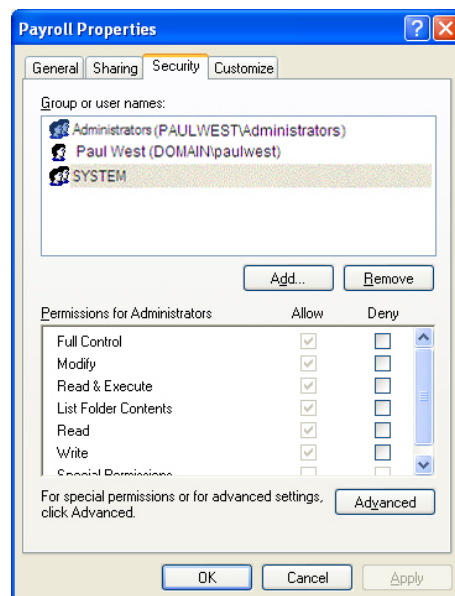 Payroll Properties
General Sharing Security Customize
Group or user names:
Administrators (PAULWEST\Administrators)
Paul West (DOMAIN\paulwest)
SYSTEM
Add... Remove
Permissions for Administrators Allow Deny
Full Control
Modify
Read & Execute
List Folder Contents
Read
Write
Special Permissions
For special permissions or for advanced settings, Advanced
click Advanced.
OK Cancel Apply